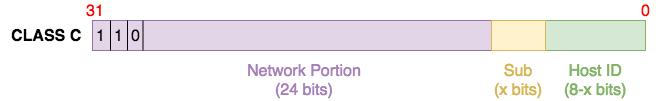 31 0
CLASS C 1 1 0
Network Portion Sub Host ID
(24 bits) (x bits) (8-x bits)